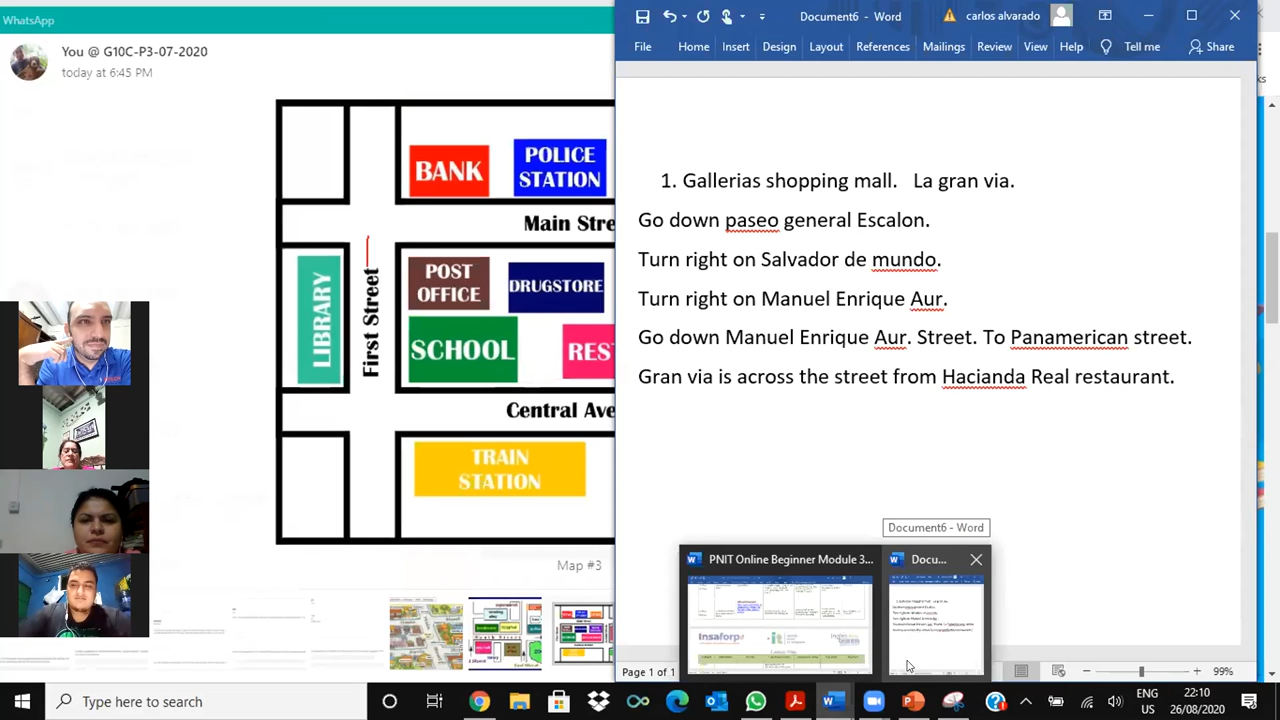 WhatsApp
You @ G10C-P3-07-2020
today at 6:45 PM
BANK
POLICE
STATION
Main Stre
LIBRARY
First Street
POST
OFFICE
DRUGSTORE
SCHOOL
RES
Central Ave
TRAIN
STATION
Map #3
Document6 - Word
carlos alvarado
File Home Insert Design Layout References Mailings Review View Help Tell me Share
1. Gallerias shopping mall. La gran via.
Go down paseo general Escalon.
Turn right on Salvador de mundo.
Turn right on Manuel Enrique Aur.
Go down Manuel Enrique Aur. Street. To Panamerican street.
Gran via is across the street from Hacianda Real restaurant.
Document6 - Word
PNIT Online Beginner Module 3...
Docu...
Insaforp
Page 1 of 1
99%
Type here to search
ENG
US
22:10
26/08/2020